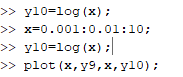 >> y10=log(x);
>> x=0.001:0.01:10;
>> y10=log(x);
>> plot(x,y9,x,y10);